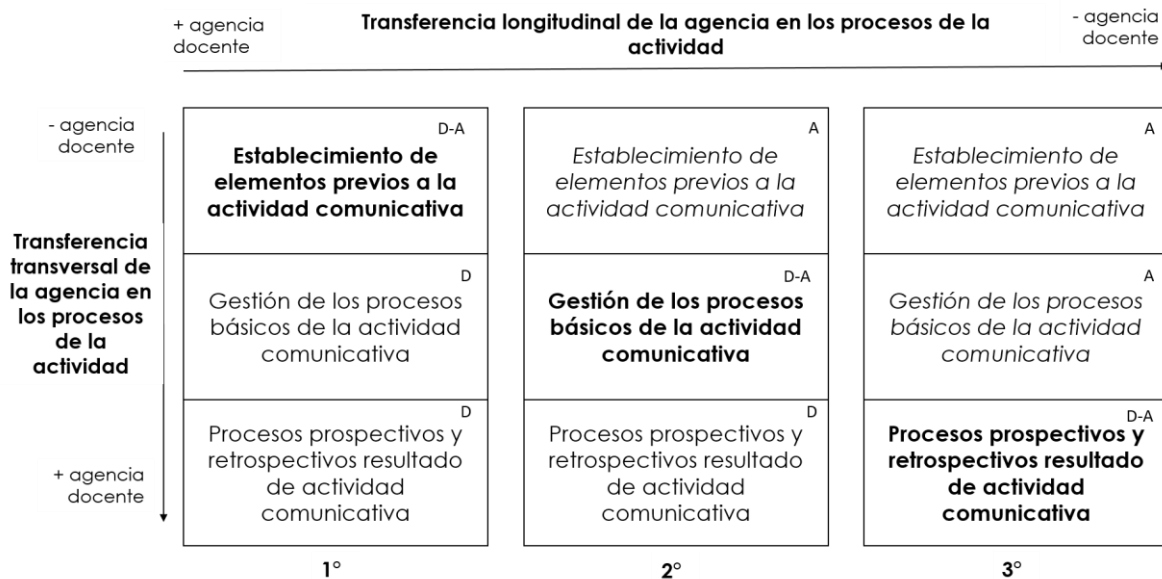 + agencia
docente
Transferencia longitudinal de la agencia en los procesos de la
actividad
- agencia
docente
- agencia
docente
Transferencia
transversal de
la agencia en
los procesos
de la
actividad
+ agencia
docente
D-A
Establecimiento de
elementos previos a la
actividad comunicativa
D
Gestión de los procesos
básicos de la actividad
comunicativa
D
Procesos prospectivos y
retrospectivos resultado
de actividad
comunicativa
1°
A
Establecimiento de
elementos previos a la
actividad comunicativa
D-A
Gestión de los procesos
básicos de la actividad
comunicativa
D
Procesos prospectivos y
retrospectivos resultado
de actividad
comunicativa
2°
A
Establecimiento de
elementos previos a la
actividad comunicativa
A
Gestión de los procesos
básicos de la actividad
comunicativa
D-A
Procesos prospectivos y
retrospectivos resultado
de actividad
comunicativa
3°